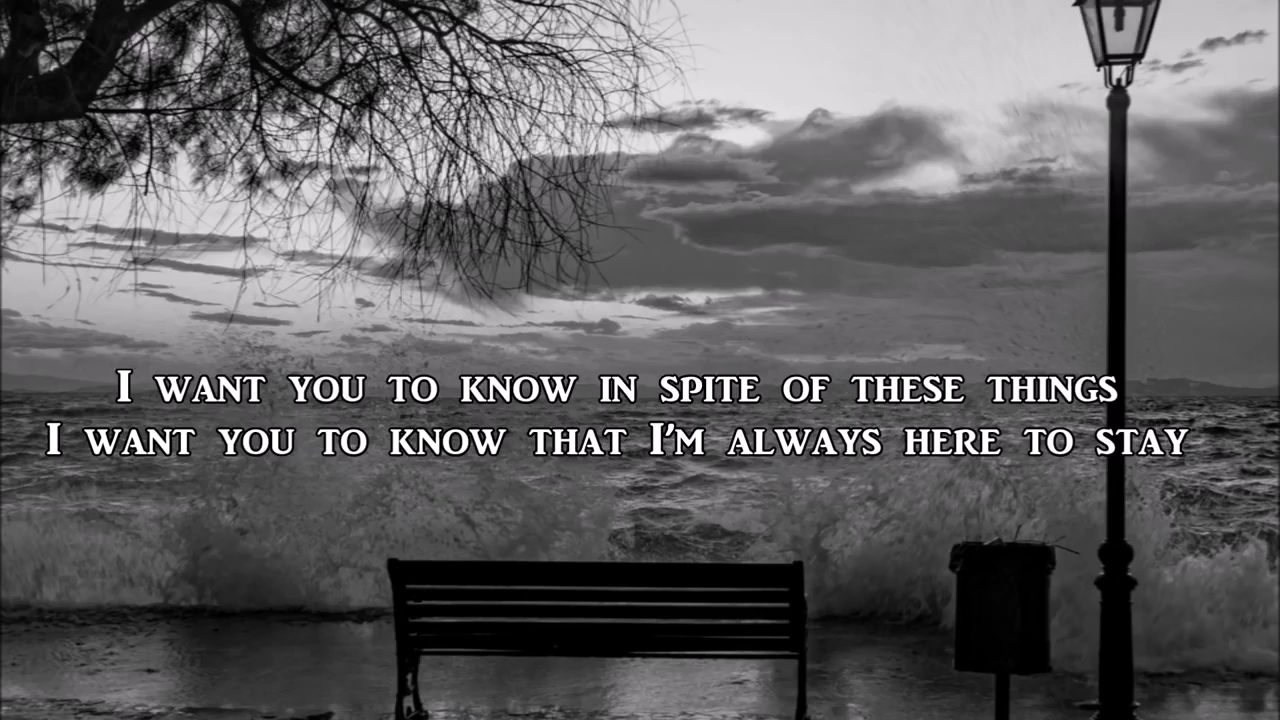 I want you to know in spite of these things
I want you to know that I'm always here to stay